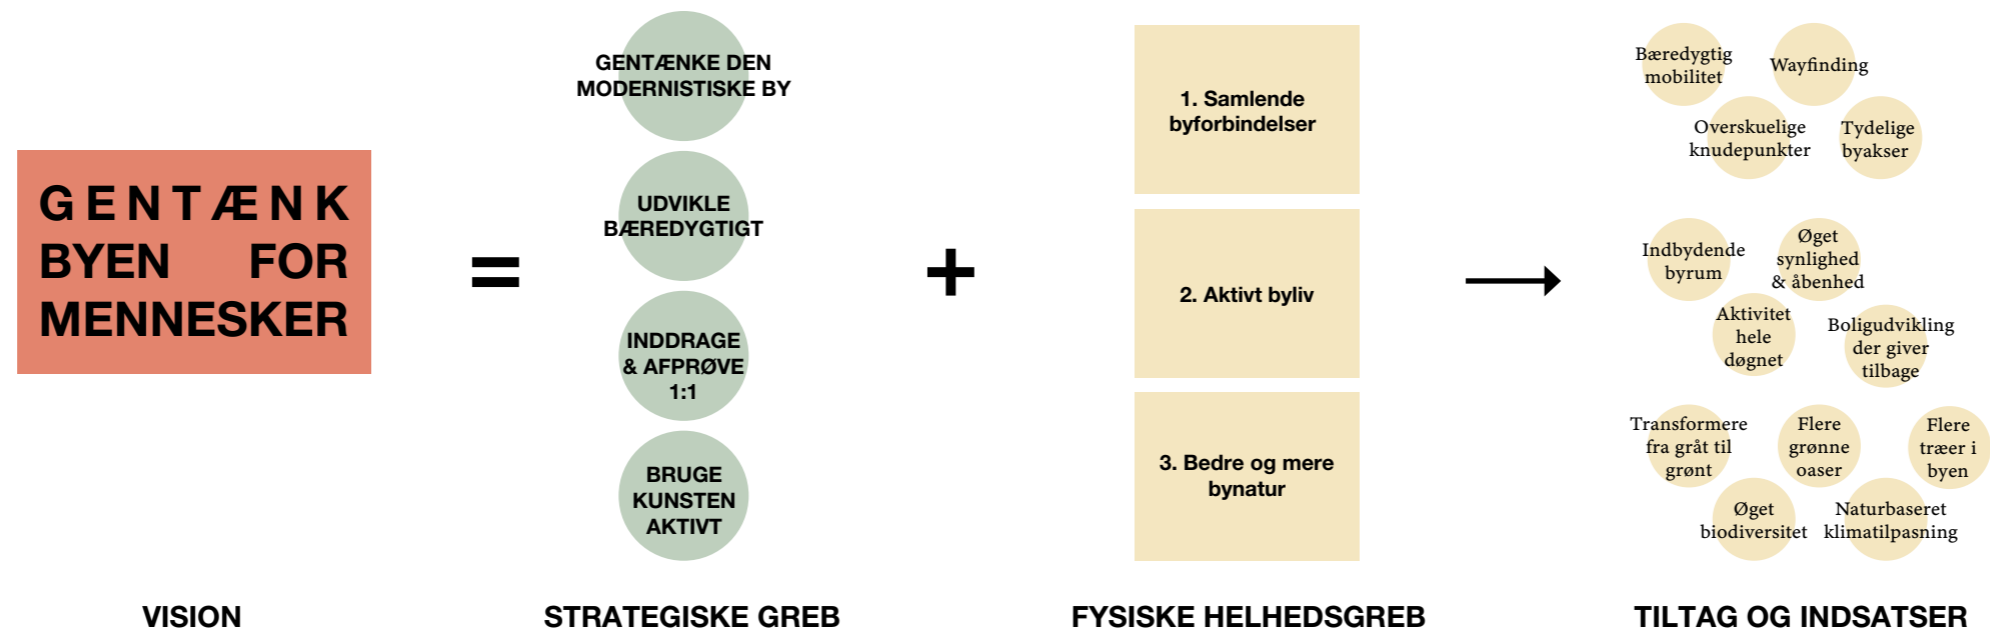 GENTÆNK
BYEN FOR
MENNESKER
VISION
=
GENTÆNKE DEN
MODERNISTISKE BY
UDVIKLE
BÆREDYGTIGT
INDDRAGE
& AFPRØVE
1:1
BRUGE
KUNSTEN
AKTIVT
STRATEGISKE GREB
+
1. Samlende
byforbindelser
2. Aktivt byliv
3. Bedre og mere
bynatur
FYSISKE HELHEDSGREB
Bæredygtig
mobilitet
Wayfinding
Overskuelige
knudepunkter
Tydelige
byakser
Indbydende
byrum
Øget
synlighed
& åbenhed
Aktivitet
hele
døgnet
Boligudvikling
der giver
tilbage
Transformere
fra gråt til
grønt
Flere
grønne
oaser
Flere
træer i
byen
Øget
biodiversitet
Naturbaseret
klimatilpasning
TILTAG OG INDSATSER